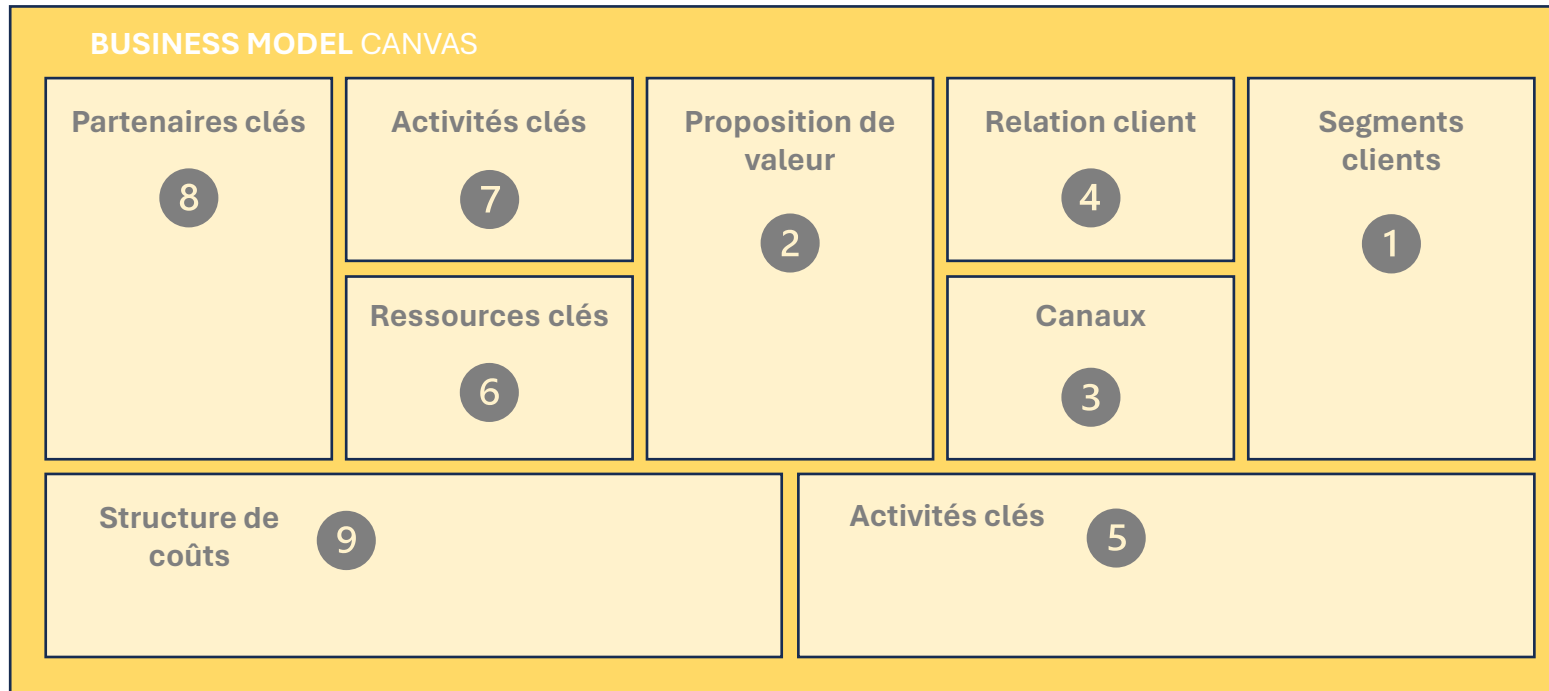 BUSINESS MODEL CANVAS
Partenaires clés
8
Activités clés
7
Ressources clés
6
Proposition de
valeur
2
Relation client
4
Canaux
3
Segments
clients
1
Structure de
coûts
9
Activités clés
5